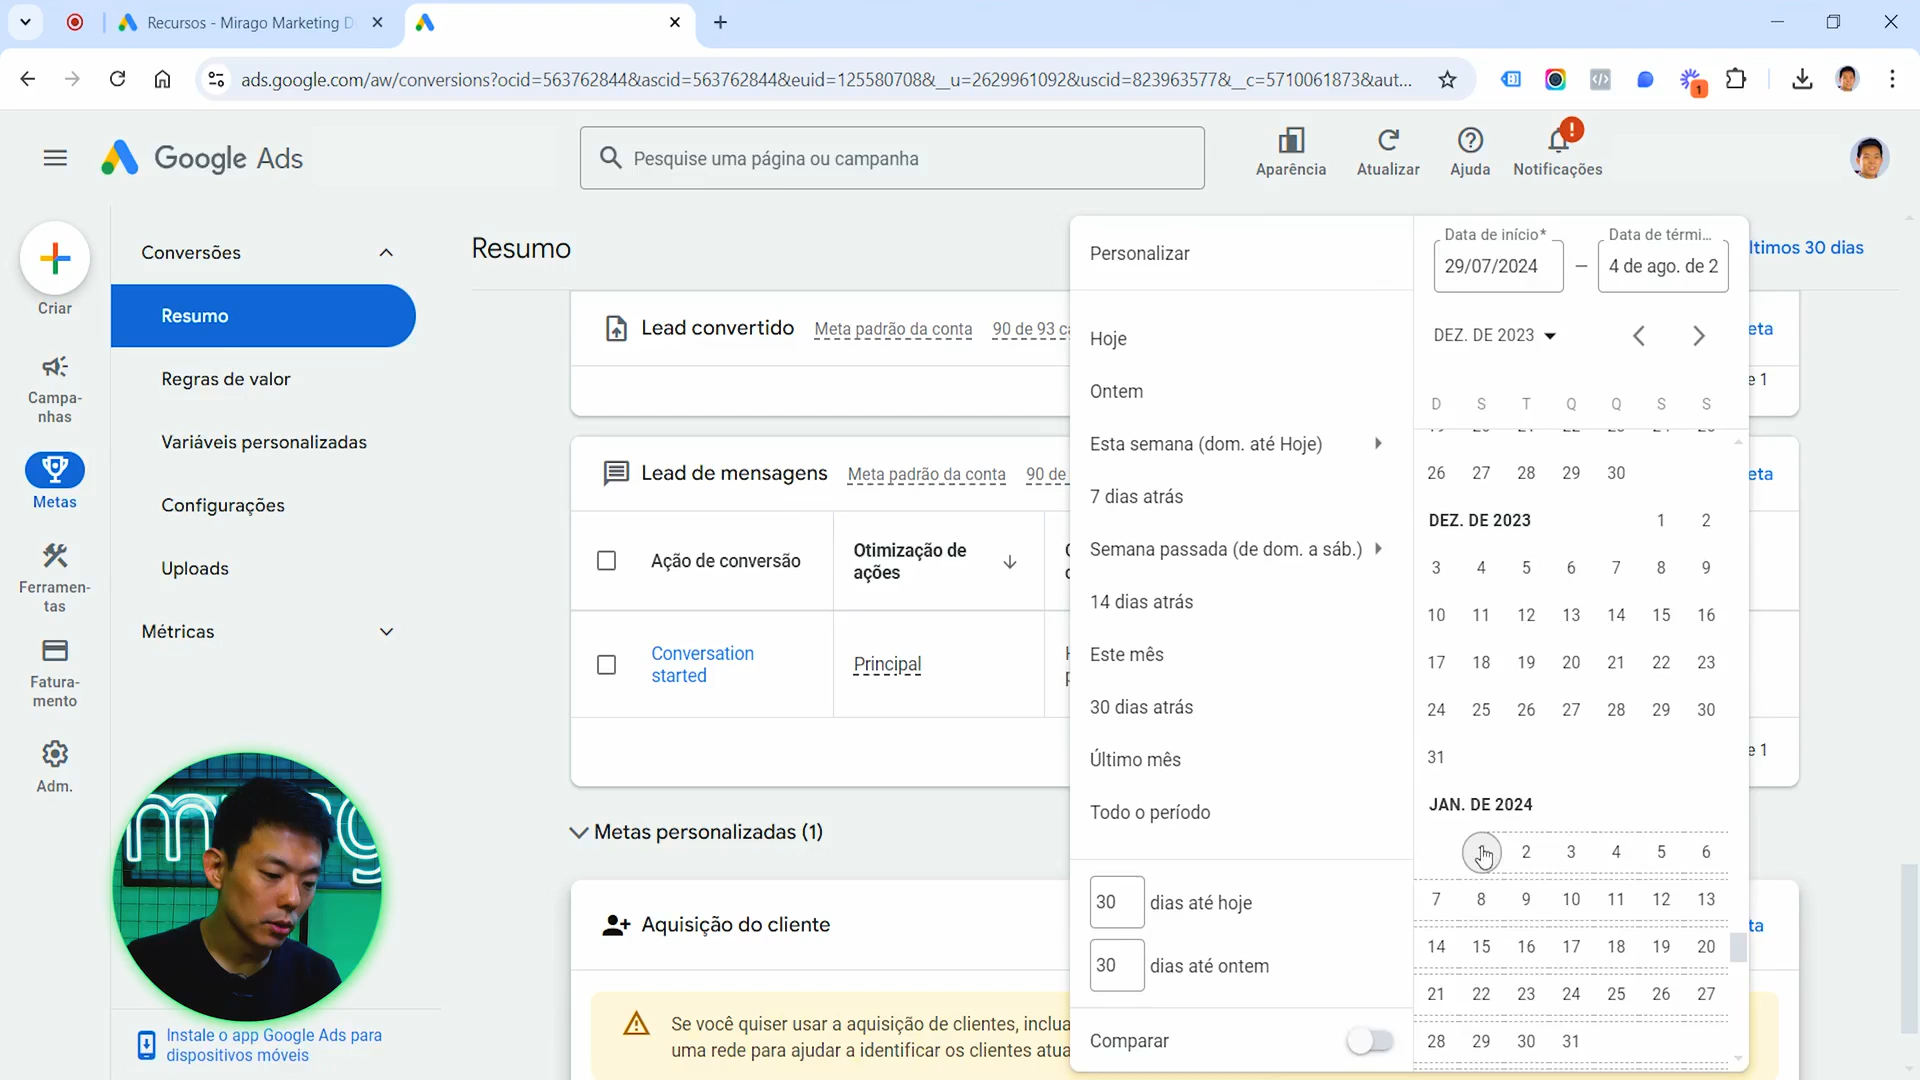 Recursos - Mirago Marketing D
ads.google.com/aw/conversions?ocid=563762844&ascid=563762844&euid=125580708&__u=2629961092&uscid=823963577&__c=5710061873&aut...
1
Google Ads
Pesquise uma página ou campanha
Aparência
Atualizar
Ajuda
Notificações
Criar
Campa-
nhas
Metas
Ferramen-
tas
Fatura-
mento
Adm.
Conversões
Resumo
Regras de valor
Variáveis personalizadas
Configurações
Uploads
Métricas
Instale o app Google Ads para
dispositivos móveis
Resumo
ltimos 30 dias
Lead convertido
Meta padrão da conta
90 de 93 ca
eta
e 1
Lead de mensagens
Meta padrão da conta
90 de
eta
Ação de conversão
Otimização de
ações
Conversation
started
Principal
e 1
Metas personalizadas (1)
Aquisição do cliente
ta
Se você quiser usar a aquisição de clientes, inclua
uma rede para ajudar a identificar os clientes atua
Personalizar
Hoje
Ontem
Esta semana (dom. até Hoje)
7 dias atrás
Semana passada (de dom. a sáb.)
14 dias atrás
Este mês
30 dias atrás
Último mês
Todo o período
30 dias até hoje
30 dias até ontem
Comparar
Data de início*
29/07/2024
–
Data de térmi...
4 de ago. de 2
DEZ. DE 2023
D S T Q Q S S
26 27 28 29 30
DEZ. DE 2023 1 2
3 4 5 6 7 8 9
10 11 12 13 14 15 16
17 18 19 20 21 22 23
24 25 26 27 28 29 30
31
JAN. DE 2024
2 3 4 5 6
7 8 9 10 11 12 13
14 15 16 17 18 19 20
21 22 23 24 25 26 27
28 29 30 31